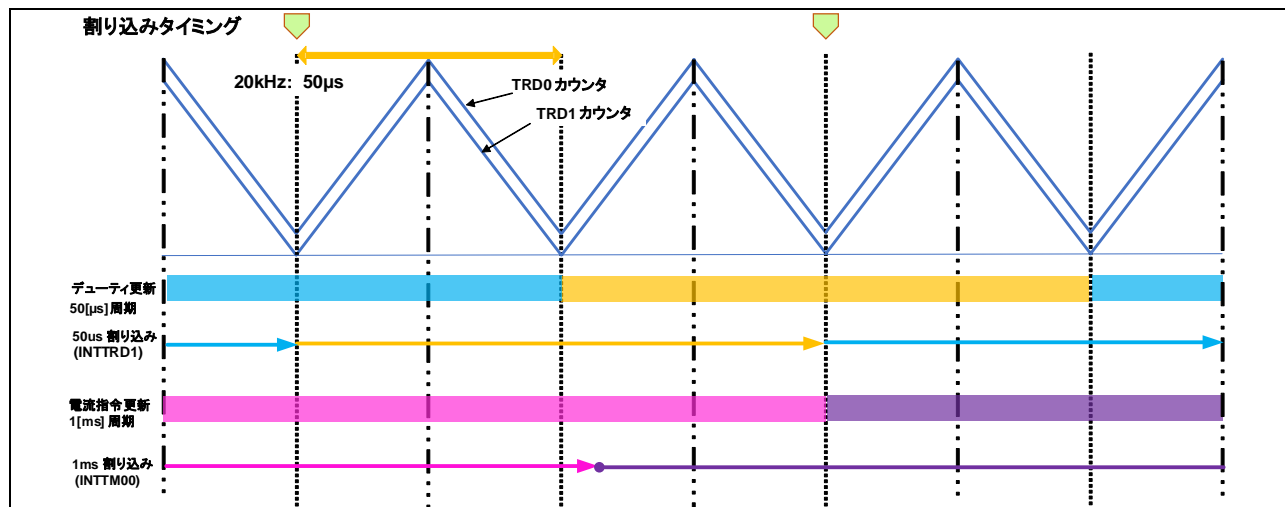 割り込みタイミング
20kHz: 50µs
TRD0 カウンタ
TRD1 カウンタ
デューティ更新
50[µs] 周期
50us 割り込み
(INTTRD1)
電流指令更新
1[ms] 周期
1ms 割り込み
(INTTM00)